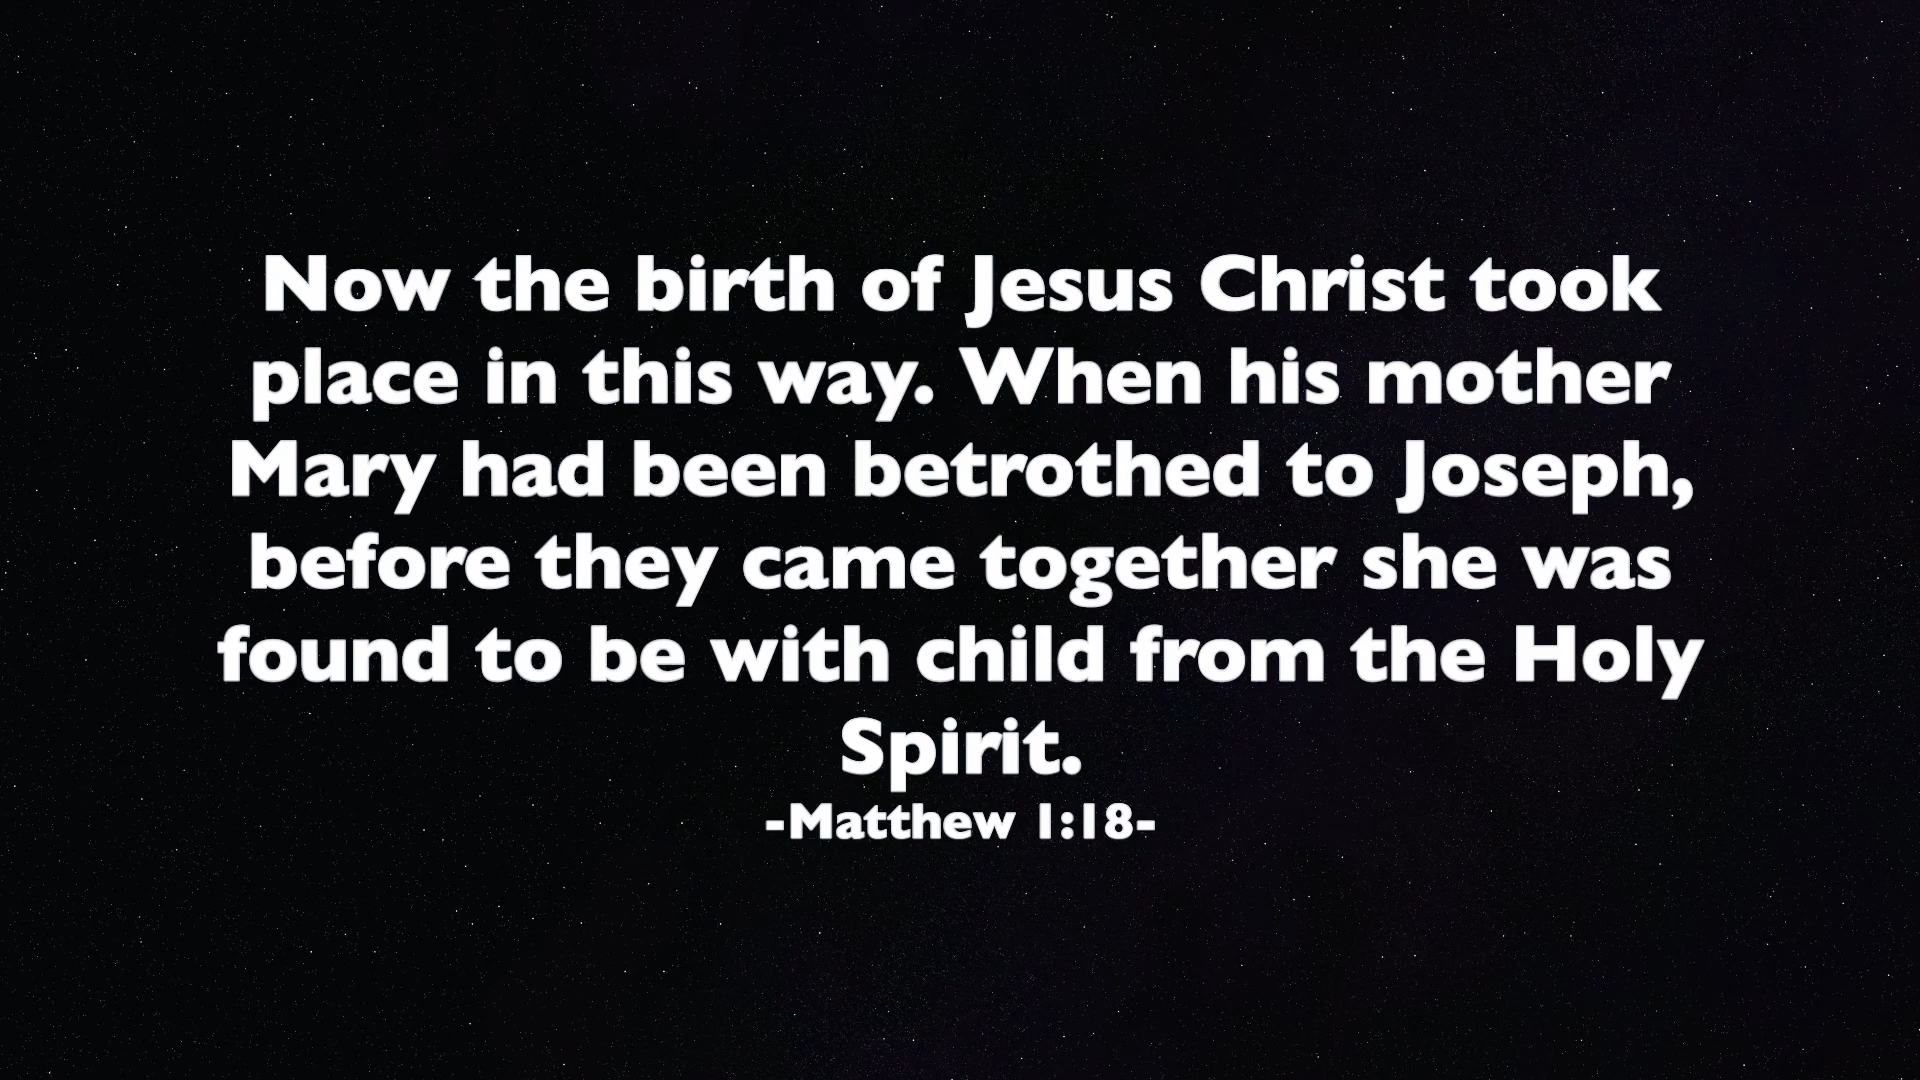 Now the birth of Jesus Christ took
place in this way. When his mother
Mary had been betrothed to Joseph,
before they came together she was
found to be with child from the Holy
Spirit.
-Matthew 1:18-